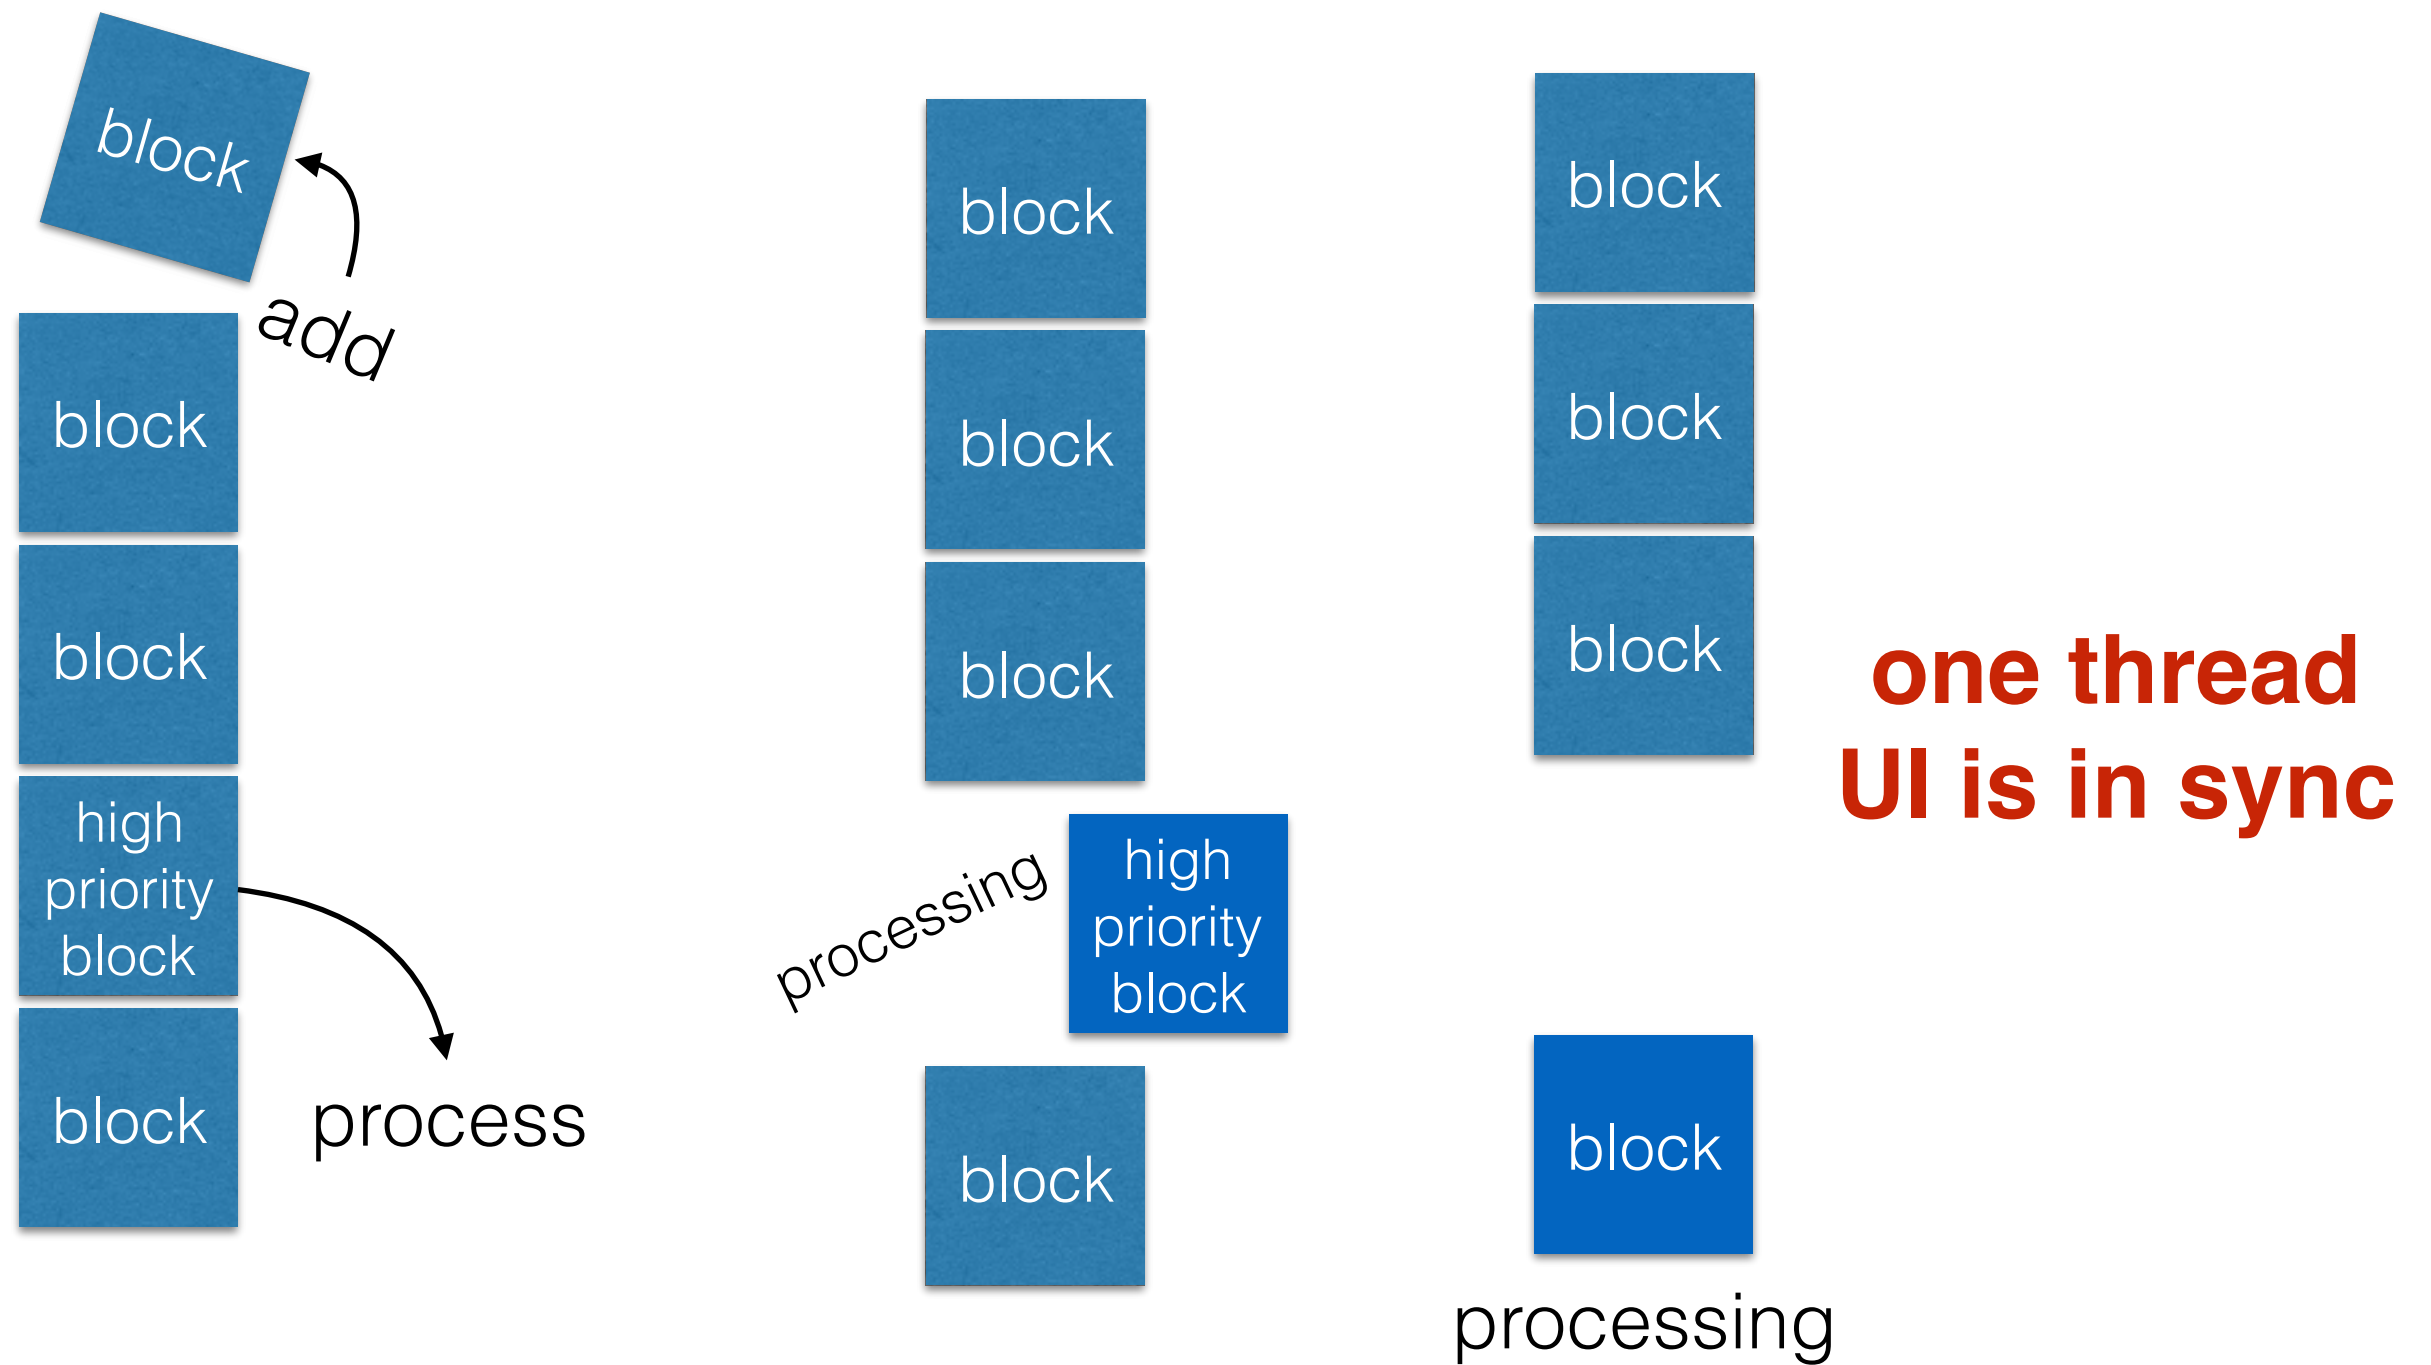 block
add
block
block
high
priority
block
block
process
block
block
block
processing
high
priority
block
block
block
block
block
block
processing
one thread
UI is in sync